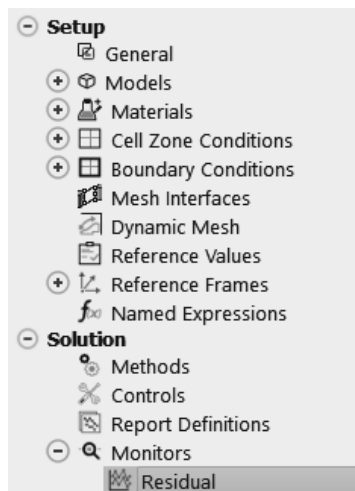 Setup
General
Models
Materials
Cell Zone Conditions
Boundary Conditions
Mesh Interfaces
Dynamic Mesh
Reference Values
Reference Frames
f(x) Named Expressions
Solution
Methods
Controls
Report Definitions
Monitors
Residual